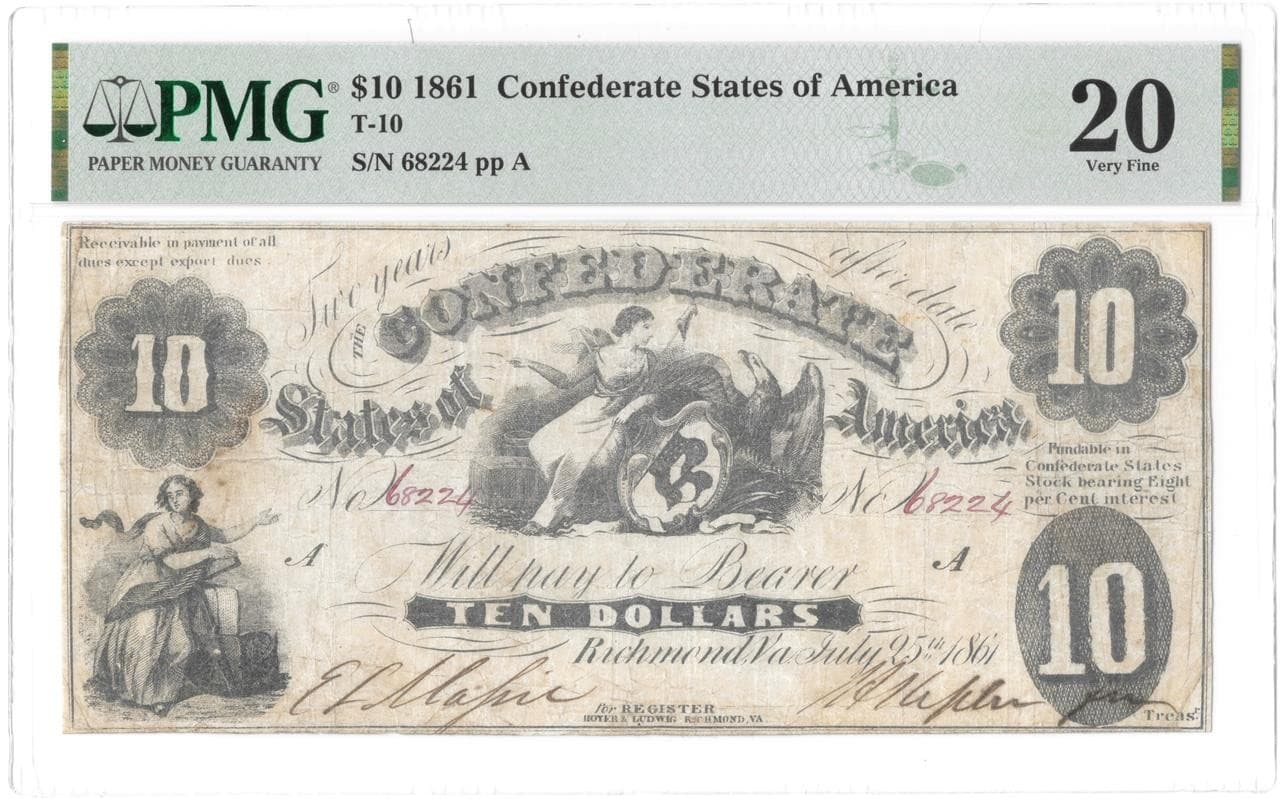 PMG®
PAPER MONEY GUARANTY
$10 1861 Confederate States of America
T-10
S/N 68224 pp A
20
Very Fine
Receivable in payment of all
dues except export dues.
Two years after date
THE CONFEDERATE
States of America
10
10
Fundable in
Confederate States
Stock bearing Eight
per Cent interest
No 68224
No 68224
A
A
Will pay to Bearer
TEN DOLLARS
10
Richmond, Va. July 25th 1861
for REGISTER
HOYER & LUDWIG RICHMOND, VA
Treasr